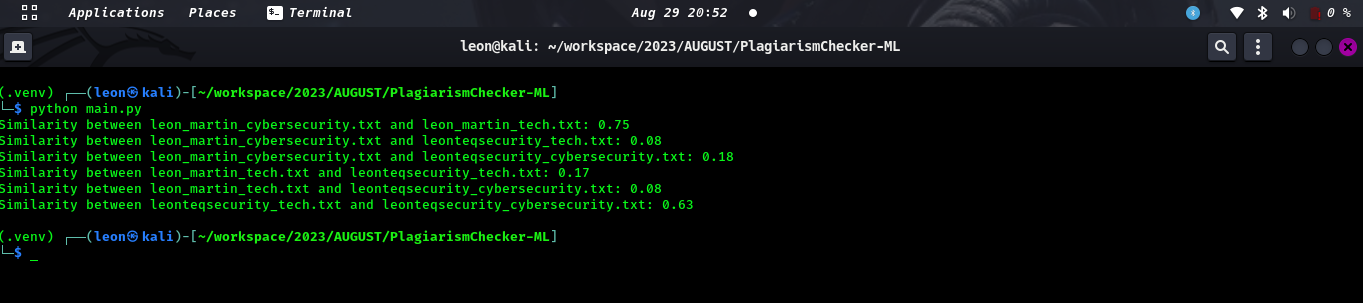 Applications Places Terminal Aug 29 20:52 0 %
leon@kali: ~/workspace/2023/AUGUST/PlagiarismChecker-ML
(.venv) ┌──(leon㉿kali)-[~/workspace/2023/AUGUST/PlagiarismChecker-ML]
└─$ python main.py
Similarity between leon_martin_cybersecurity.txt and leon_martin_tech.txt: 0.75
Similarity between leon_martin_cybersecurity.txt and leonteqsecurity_tech.txt: 0.08
Similarity between leon_martin_cybersecurity.txt and leonteqsecurity_cybersecurity.txt: 0.18
Similarity between leon_martin_tech.txt and leonteqsecurity_tech.txt: 0.17
Similarity between leon_martin_tech.txt and leonteqsecurity_cybersecurity.txt: 0.08
Similarity between leonteqsecurity_tech.txt and leonteqsecurity_cybersecurity.txt: 0.63
(.venv) ┌──(leon㉿kali)-[~/workspace/2023/AUGUST/PlagiarismChecker-ML]
└─$ _